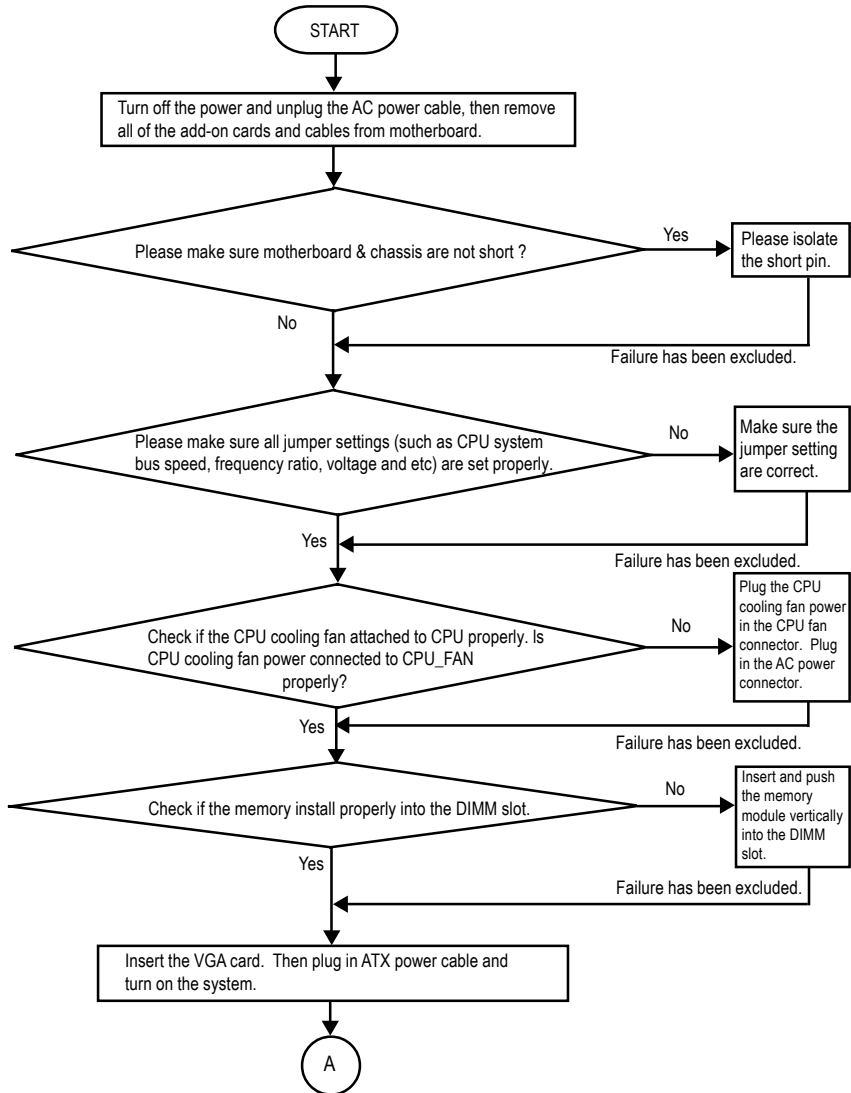 START
Turn off the power and unplug the AC power cable, then remove
all of the add-on cards and cables from motherboard.
Please make sure motherboard & chassis are not short ?
Yes
Please isolate
the short pin.
No
Failure has been excluded.
Please make sure all jumper settings (such as CPU system
bus speed, frequency ratio, voltage and etc) are set properly.
No
Make sure the
jumper setting
are correct.
Yes
Failure has been excluded.
Check if the CPU cooling fan attached to CPU properly. Is
CPU cooling fan power connected to CPU_FAN
properly?
No
Plug the CPU
cooling fan power
in the CPU fan
connector. Plug
in the AC power
connector.
Yes
Failure has been excluded.
Check if the memory install properly into the DIMM slot.
No
Insert and push
the memory
module vertically
into the DIMM
slot.
Yes
Failure has been excluded.
Insert the VGA card. Then plug in ATX power cable and
turn on the system.
A